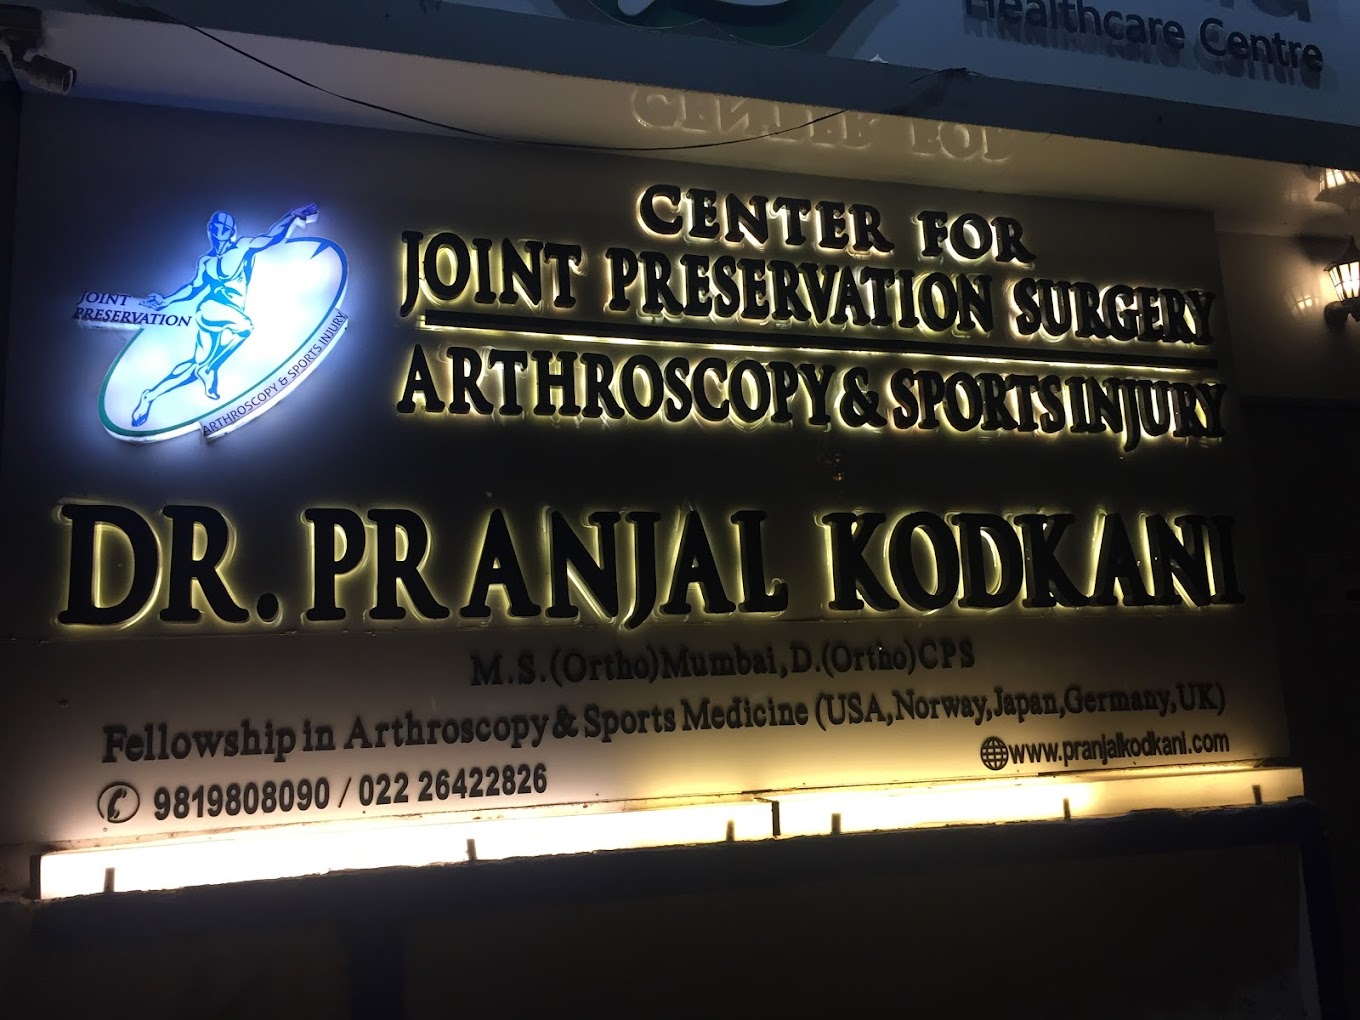 Healthcare Centre
CENTER FOR
JOINT PRESERVATION SURGERY
ARTHROSCOPY & SPORTS INJURY
JOINT
PRESERVATION
ARTHROSCOPY & SPORTS INJURY
DR. PRANJAL KODKANI
M.S.(Ortho)Mumbai,D.(Ortho)CPS
Fellowship in Arthroscopy & Sports Medicine (USA,Norway,Japan,Germany,UK)
www.pranjalkodkani.com
9819808090 / 022 26422826